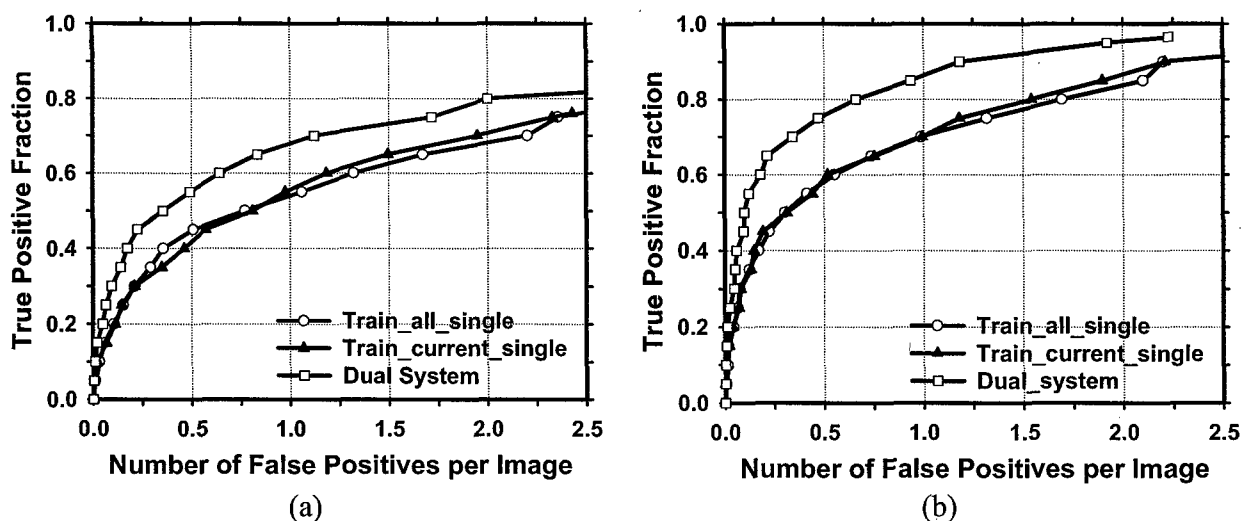 1.0
0.8
0.6
0.4
0.2
0.0
True Positive Fraction
Train_all_single
Train_current_single
Dual System
0.0 0.5 1.0 1.5 2.0 2.5
Number of False Positives per Image
(a)
1.0
0.8
0.6
0.4
0.2
0.0
True Positive Fraction
Train_all_single
Train_current_single
Dual_system
0.0 0.5 1.0 1.5 2.0 2.5
Number of False Positives per Image
(b)